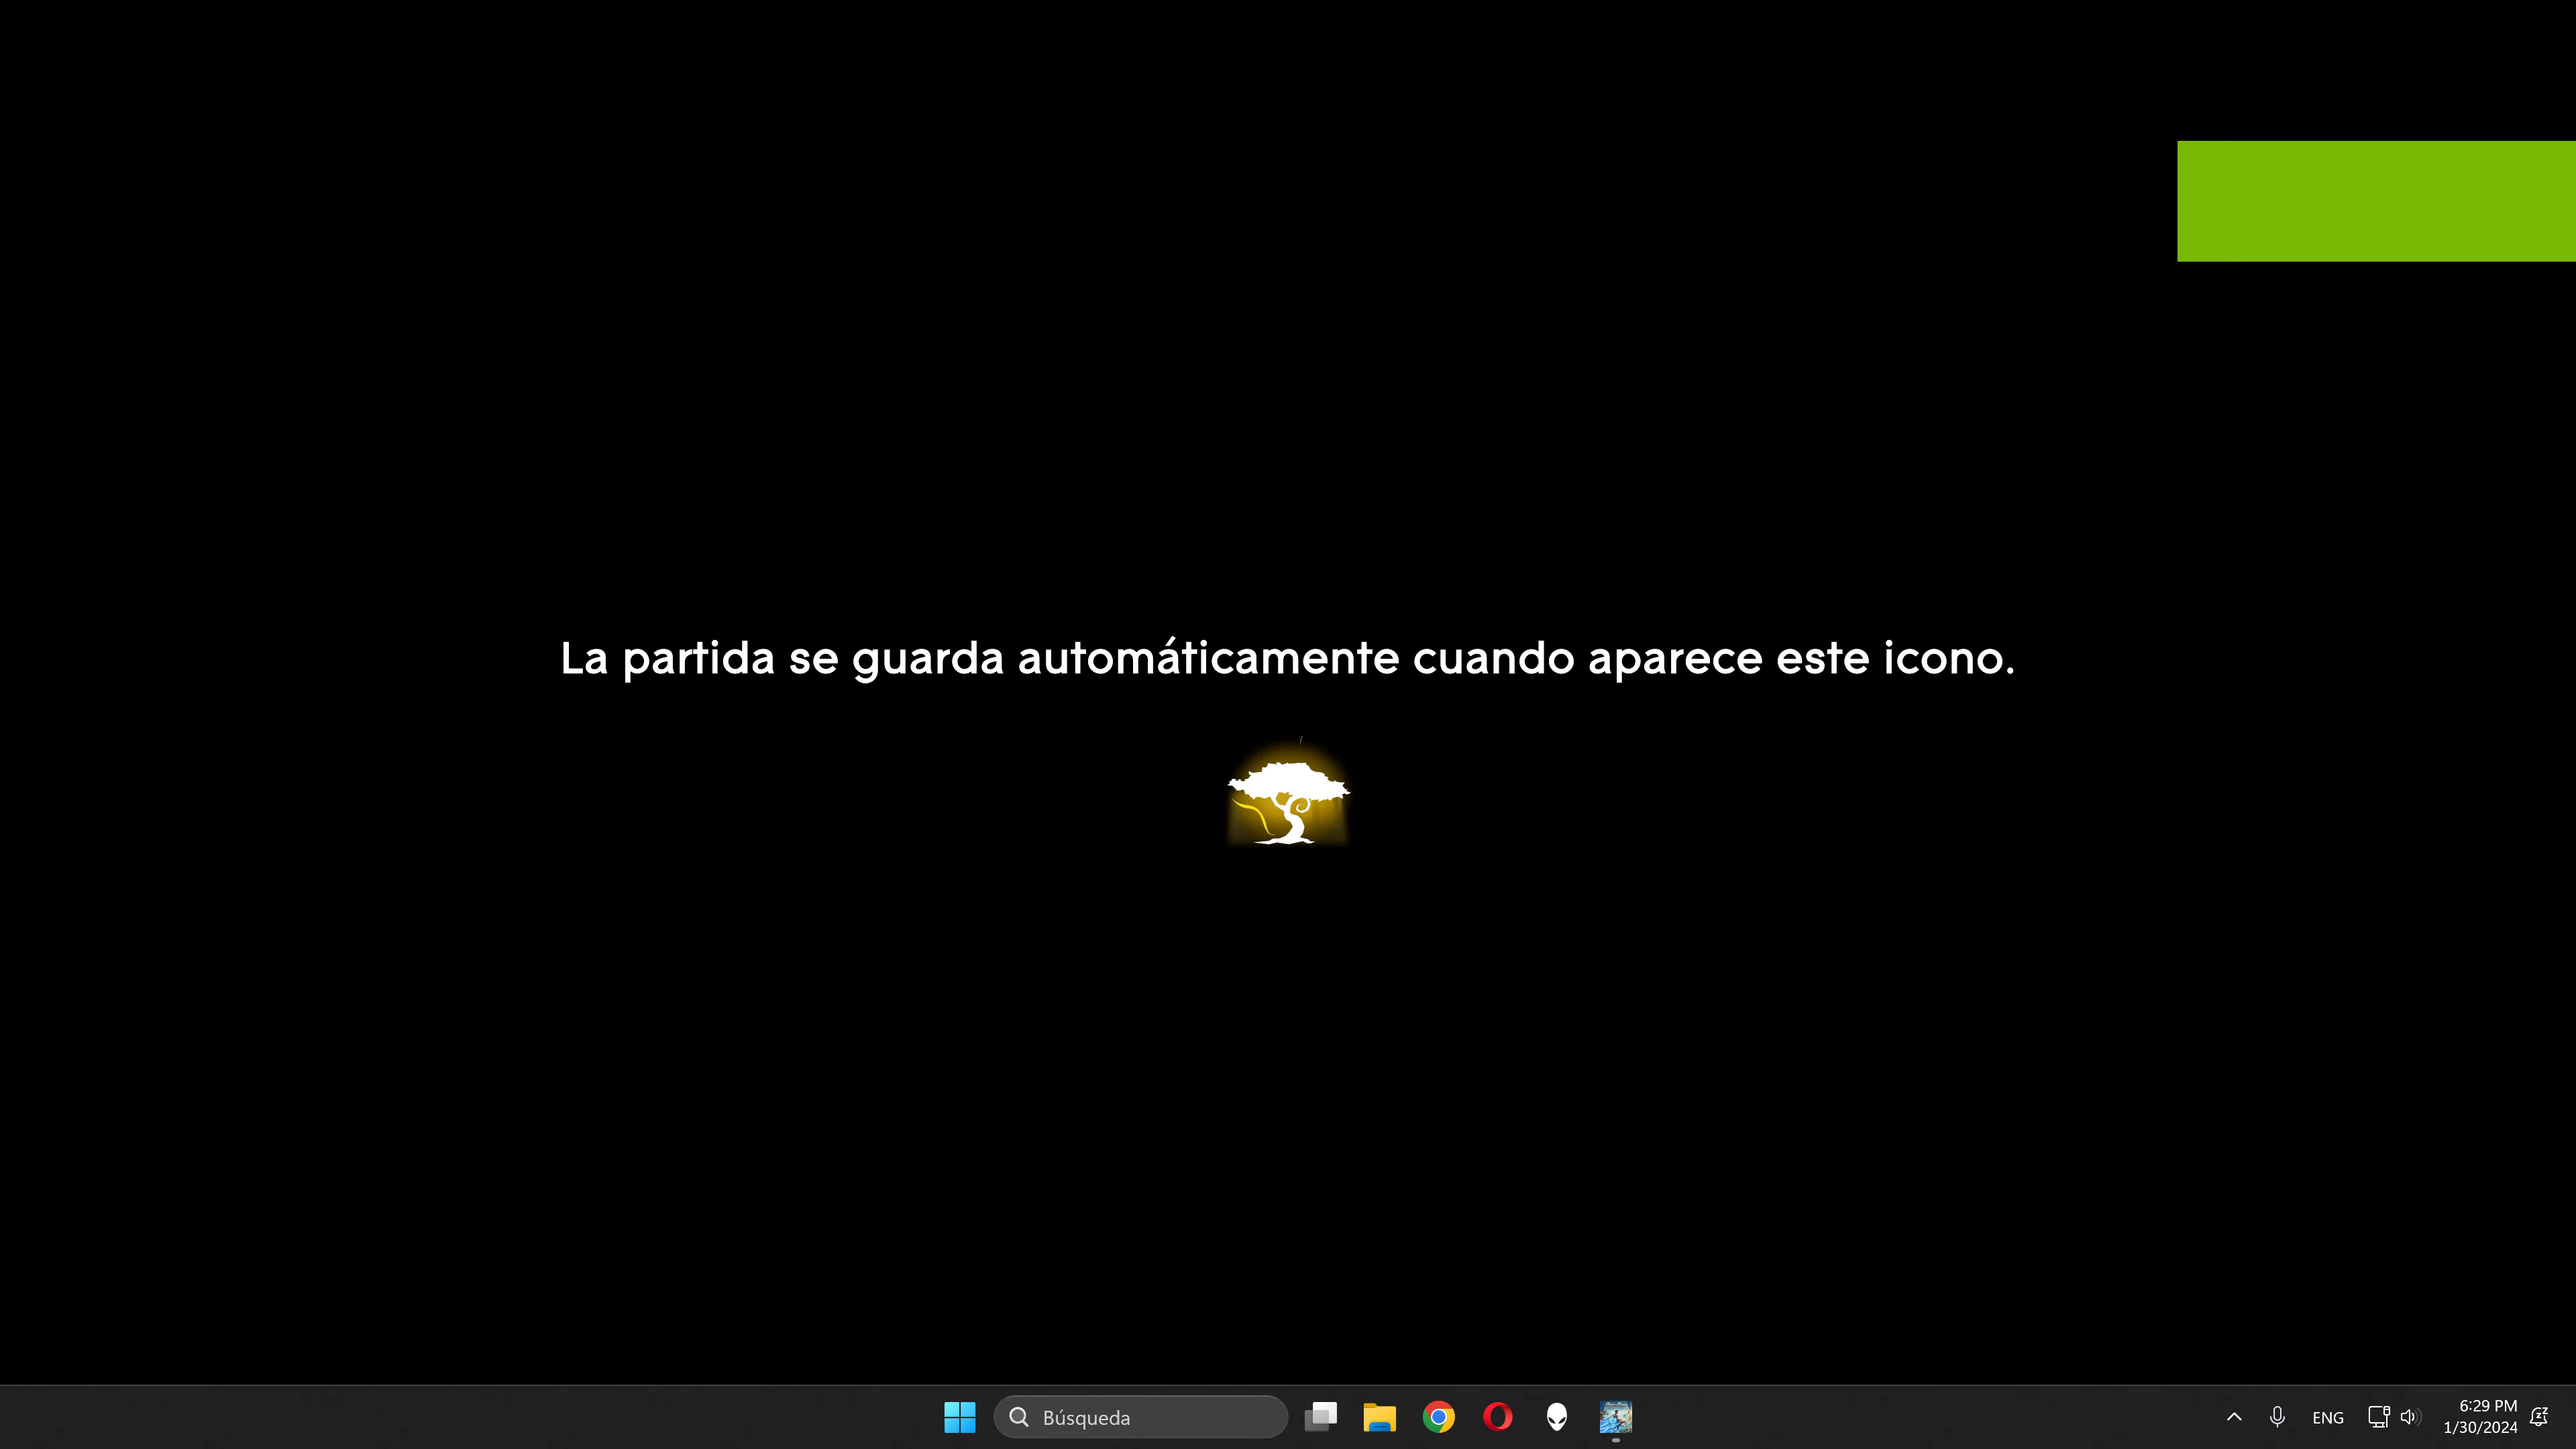 La partida se guarda automáticamente cuando aparece este icono.
Búsqueda
ENG
6:29 PM
1/30/2024